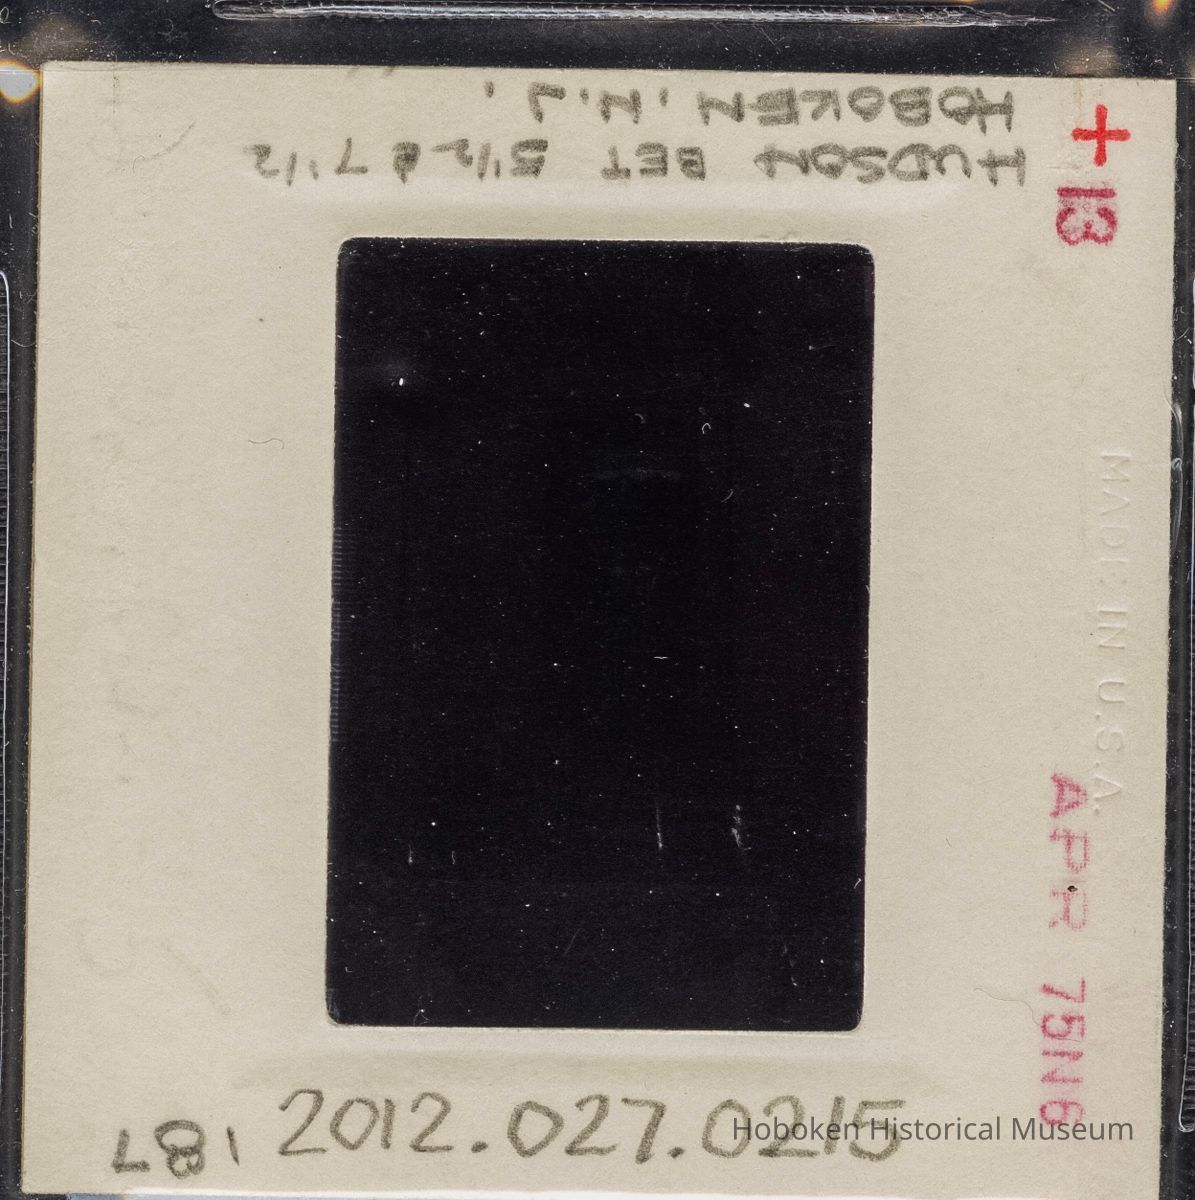 HUDSON BET 5 1/2 & 7 1/2
HOBOKEN, N.J.
+ 13
MADE IN U.S.A.
APR 75N6
2012.027.0215
'87
Hoboken Historical Museum